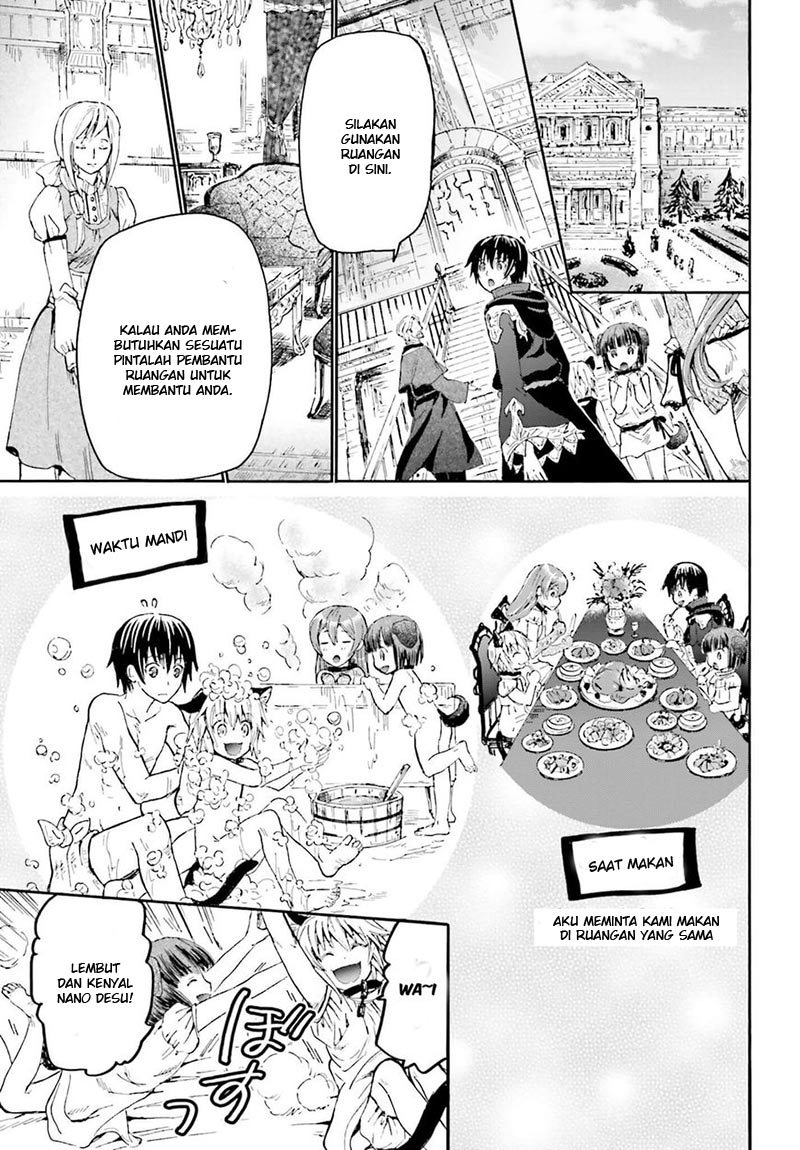 SILAKAN
GUNAKAN
RUANGAN
DI SINI.
KALAU ANDA MEM-
BUTUHKAN SESUATU
PINTALAH PEMBANTU
RUANGAN UNTUK
MEMBANTU ANDA.
SAAT MAKAN
AKU MEMINTA KAMI MAKAN
DI RUANGAN YANG SAMA
WAKTU MANDI
WA~!
LEMBUT
DAN KENYAL
NANO DESU!
ぼすっ